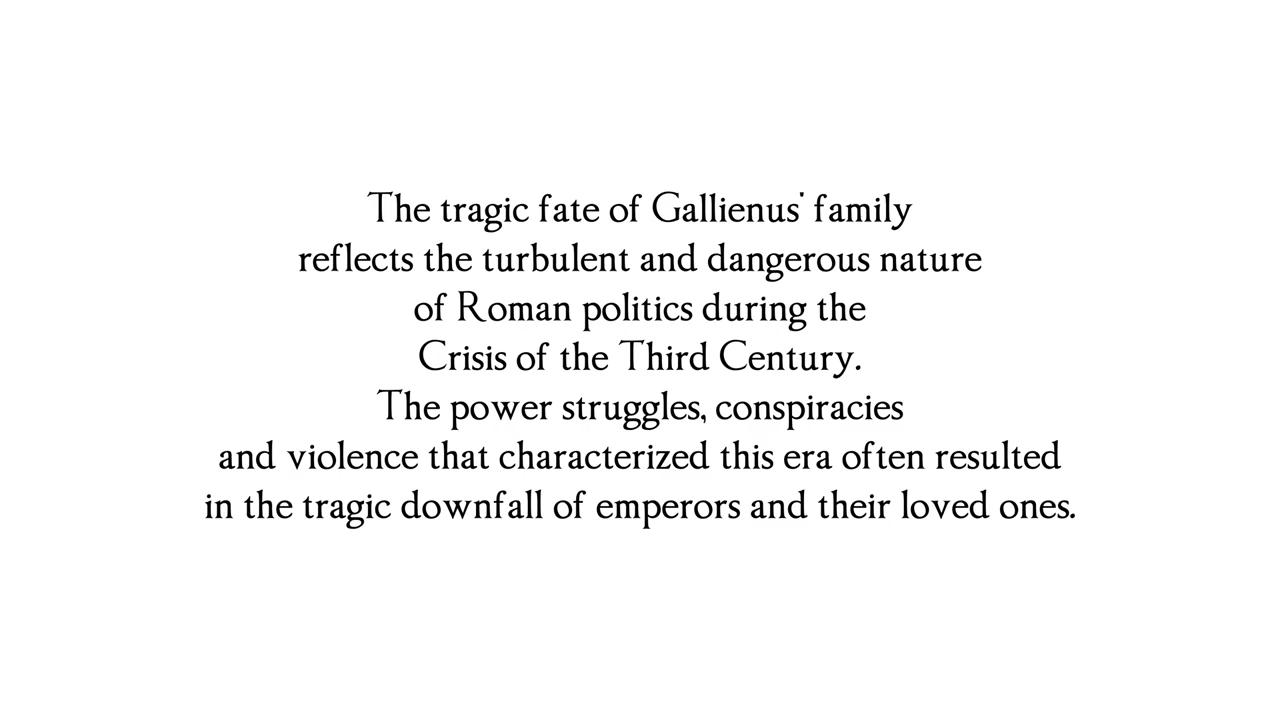 The tragic fate of Gallienus' family
reflects the turbulent and dangerous nature
of Roman politics during the
Crisis of the Third Century.
The power struggles, conspiracies
and violence that characterized this era often resulted
in the tragic downfall of emperors and their loved ones.